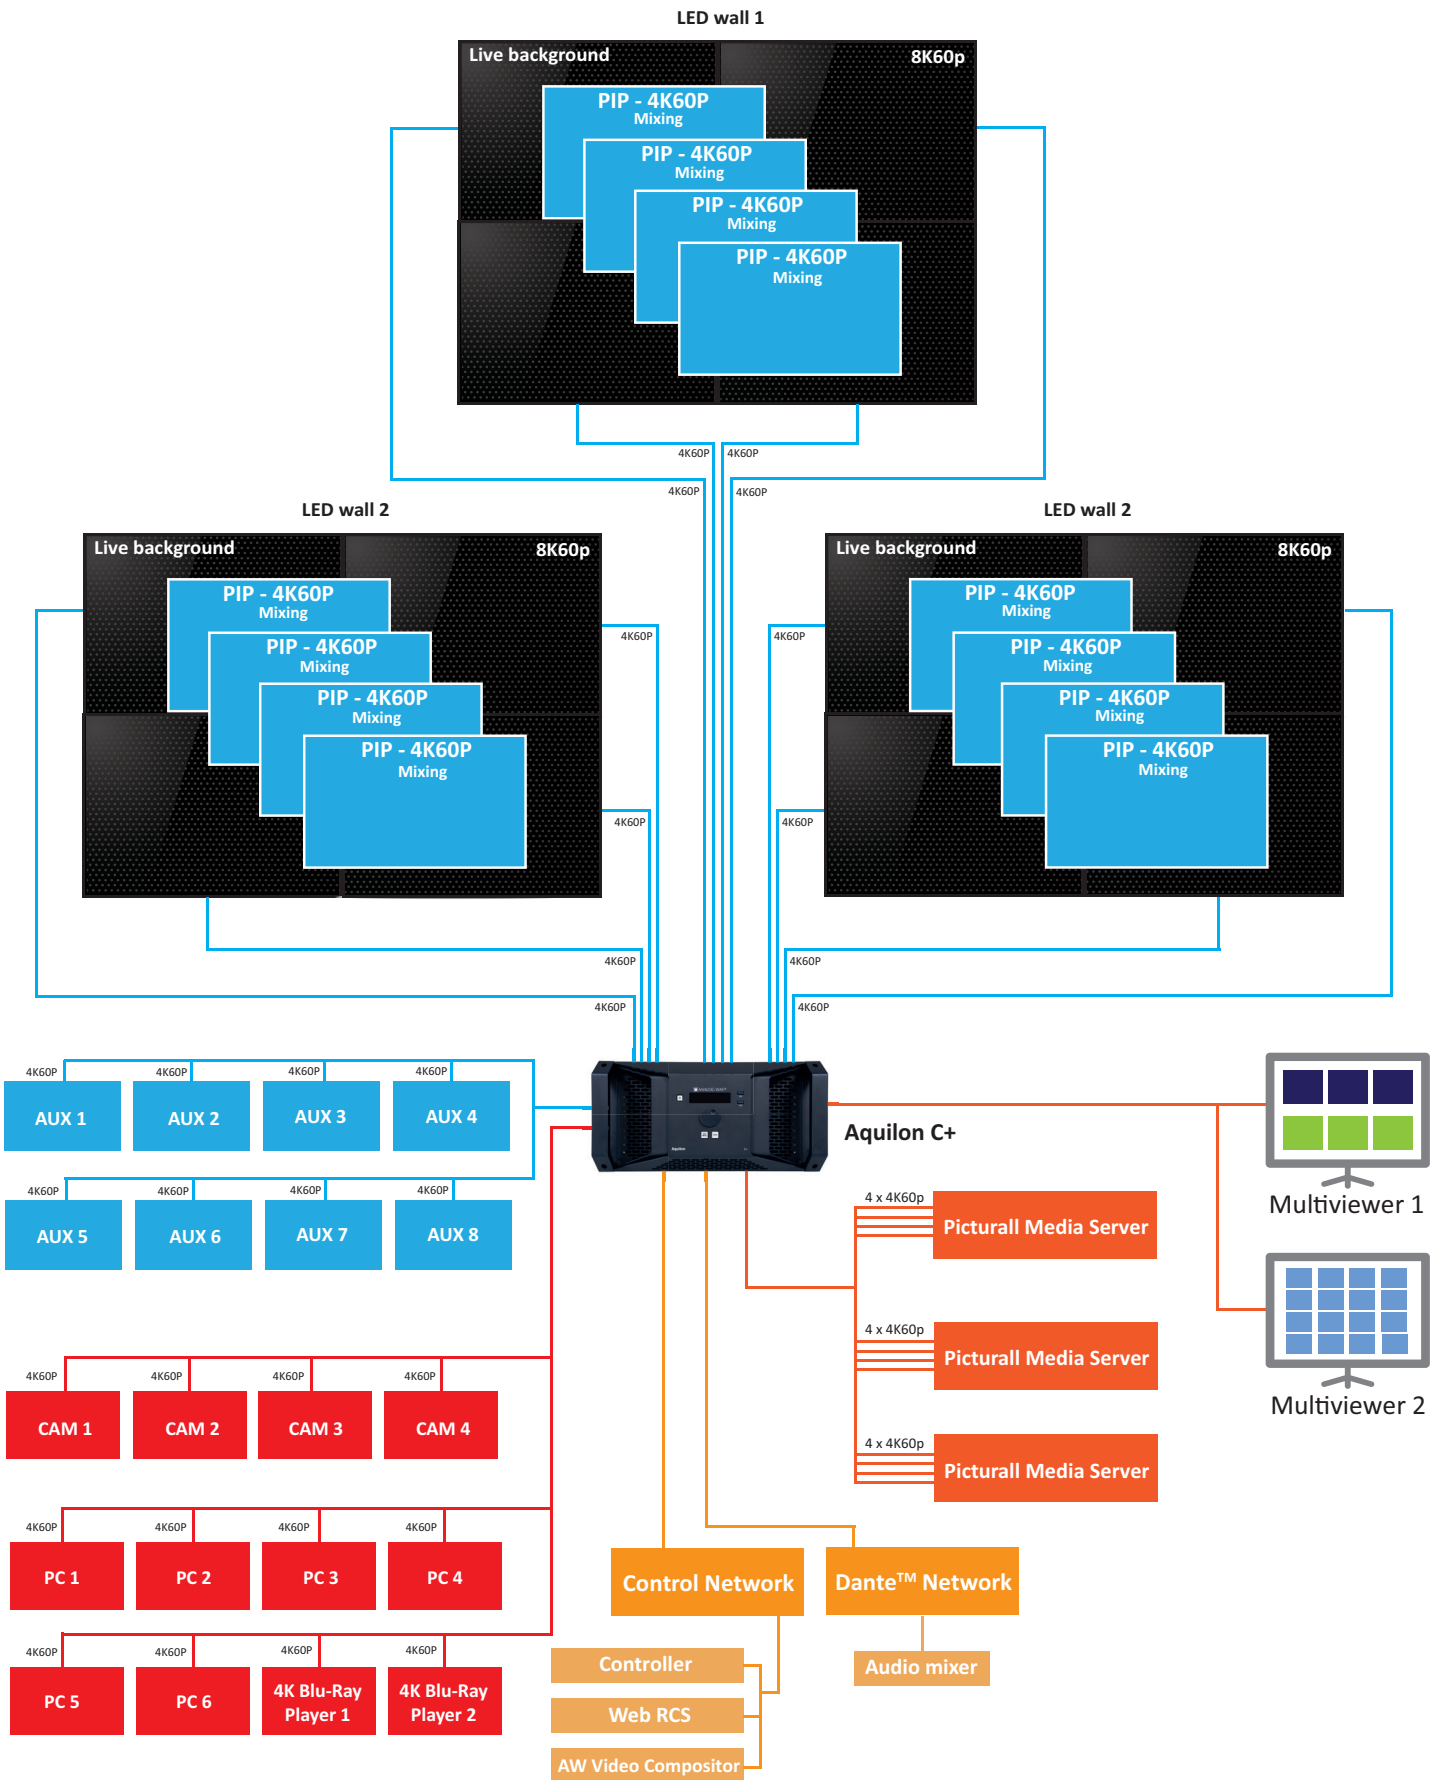 LED wall 1
Live background
8K60p
PIP - 4K60P
Mixing
PIP - 4K60P
Mixing
PIP - 4K60P
Mixing
PIP - 4K60P
Mixing
4K60P
4K60P
4K60P
4K60P
LED wall 2
Live background
8K60p
PIP - 4K60P
Mixing
PIP - 4K60P
Mixing
PIP - 4K60P
Mixing
PIP - 4K60P
Mixing
4K60P
4K60P
4K60P
4K60P
LED wall 2
Live background
8K60p
PIP - 4K60P
Mixing
PIP - 4K60P
Mixing
PIP - 4K60P
Mixing
PIP - 4K60P
Mixing
4K60P
4K60P
4K60P
4K60P
4K60P
4K60P
4K60P
4K60P
AUX 1
AUX 2
AUX 3
AUX 4
4K60P
4K60P
4K60P
4K60P
AUX 5
AUX 6
AUX 7
AUX 8
Aquilon
Aquilon C+
Multiviewer 1
Multiviewer 2
4 x 4K60p
Picturall Media Server
4 x 4K60p
Picturall Media Server
4 x 4K60p
Picturall Media Server
4K60P
4K60P
4K60P
4K60P
CAM 1
CAM 2
CAM 3
CAM 4
4K60P
4K60P
4K60P
4K60P
PC 1
PC 2
PC 3
PC 4
4K60P
4K60P
4K60P
4K60P
PC 5
PC 6
4K Blu-Ray
Player 1
4K Blu-Ray
Player 2
Control Network
Dante™ Network
Controller
Web RCS
AW Video Compositor
Audio mixer